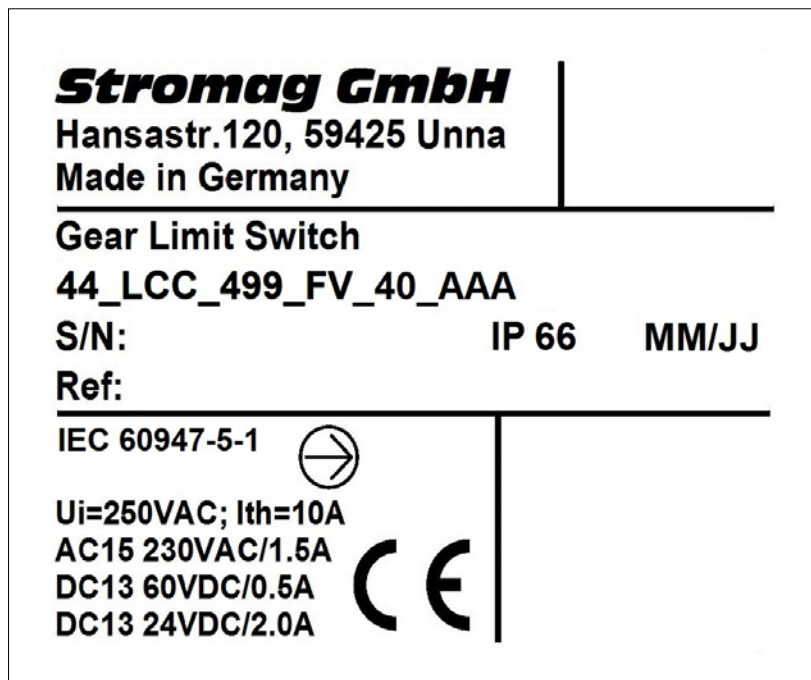 Stromag GmbH
Hansastr.120, 59425 Unna
Made in Germany
Gear Limit Switch
44_LCC_499_FV_40_AAA
S/N: IP 66 MM/JJ
Ref:
IEC 60947-5-1
Ui=250VAC; Ith=10A
AC15 230VAC/1.5A
DC13 60VDC/0.5A
DC13 24VDC/2.0A
CE